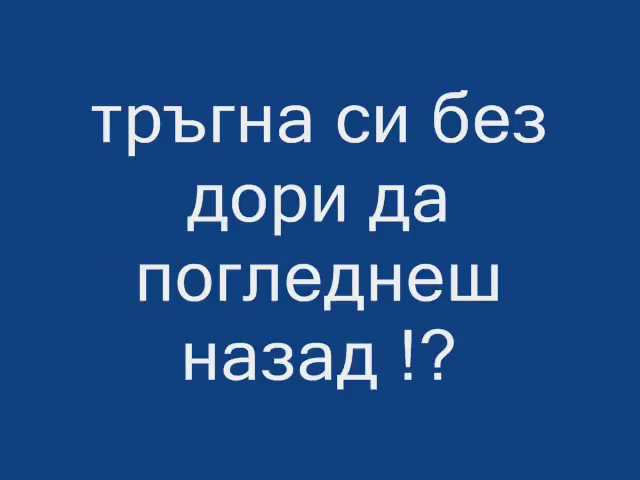 тръгна си без
дори да
погледнеш
назад !?